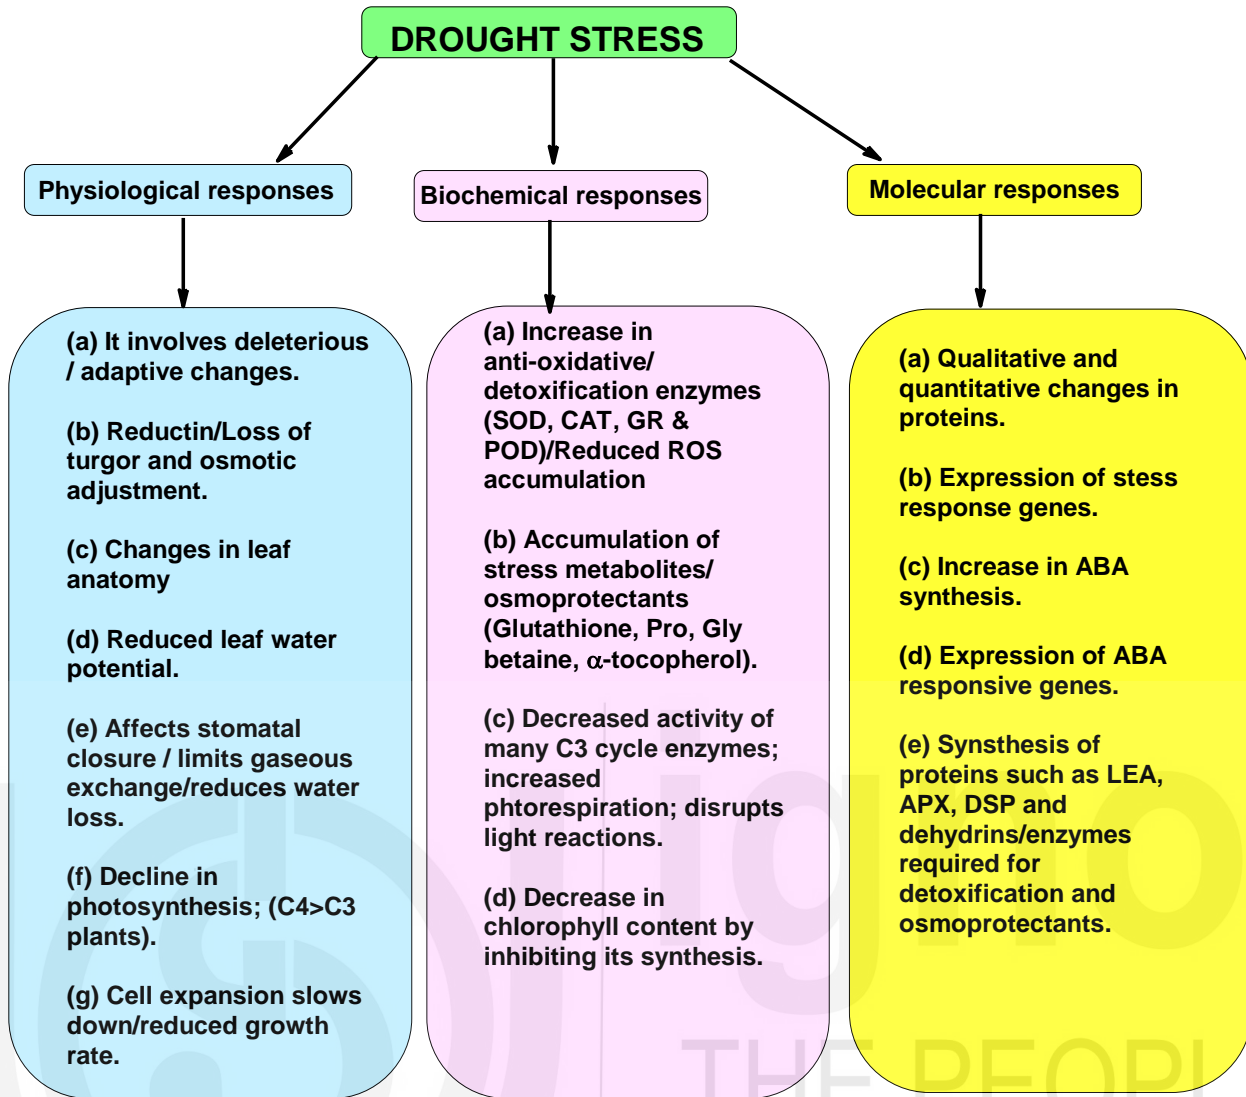 DROUGHT STRESS
Physiological responses
Biochemical responses
Molecular responses
(a) It involves deleterious
/ adaptive changes.
(b) Reductin/Loss of
turgor and osmotic
adjustment.
(c) Changes in leaf
anatomy
(d) Reduced leaf water
potential.
(e) Affects stomatal
closure / limits gaseous
exchange/reduces water
loss.
(f) Decline in
photosynthesis; (C4>C3
plants).
(g) Cell expansion slows
down/reduced growth
rate.
(a) Increase in
anti-oxidative/
detoxification enzymes
(SOD, CAT, GR &
POD)/Reduced ROS
accumulation
(b) Accumulation of
stress metabolites/
osmoprotectants
(Glutathione, Pro, Gly
betaine, α-tocopherol).
(c) Decreased activity of
many C3 cycle enzymes;
increased
phtorespiration; disrupts
light reactions.
(d) Decrease in
chlorophyll content by
inhibiting its synthesis.
(a) Qualitative and
quantitative changes in
proteins.
(b) Expression of stess
response genes.
(c) Increase in ABA
synthesis.
(d) Expression of ABA
responsive genes.
(e) Synsthesis of
proteins such as LEA,
APX, DSP and
dehydrins/enzymes
required for
detoxification and
osmoprotectants.
igno
THE PEOPL